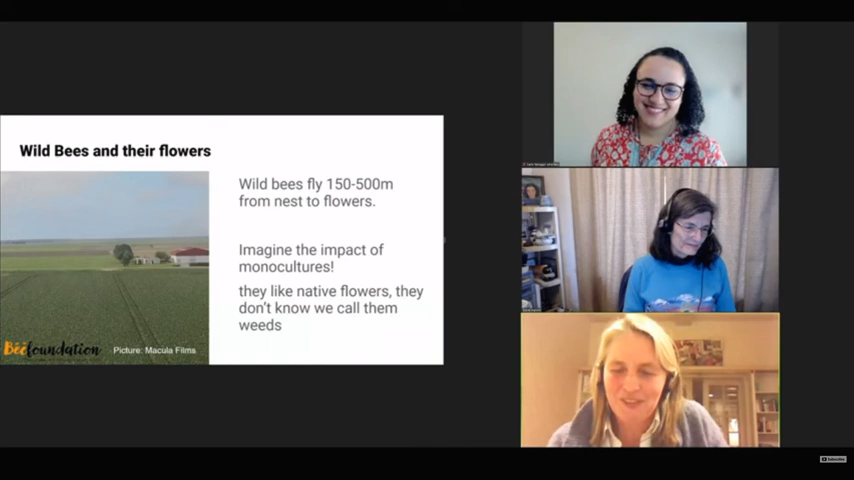 Wild Bees and their flowers
Wild bees fly 150-500m
from nest to flowers.
Imagine the impact of
monocultures!
they like native flowers, they
don't know we call them
weeds
Beefoundation
Picture: Macula Films
Subscribe